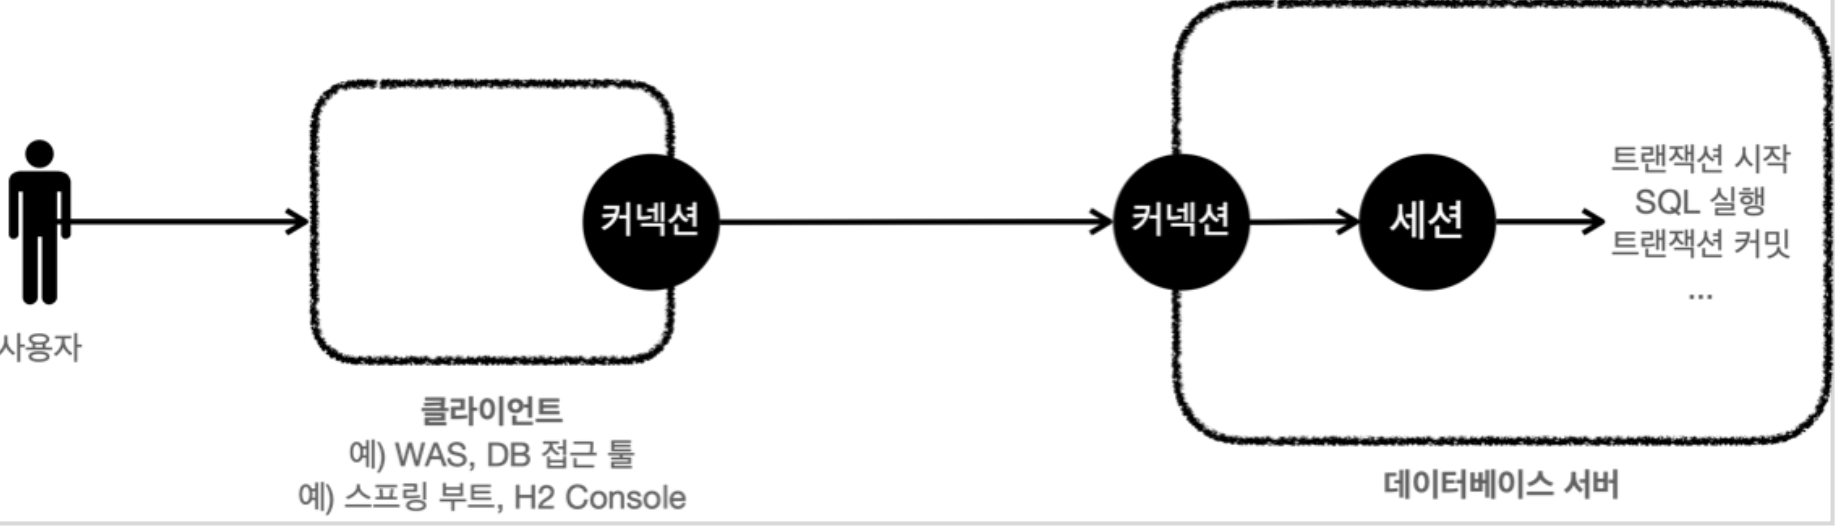 커넥션
커넥션
세션
트랜잭션 시작
SQL 실행
트랜잭션 커밋
...
사용자
클라이언트
예) WAS, DB 접근 툴
예) 스프링 부트, H2 Console
데이터베이스 서버